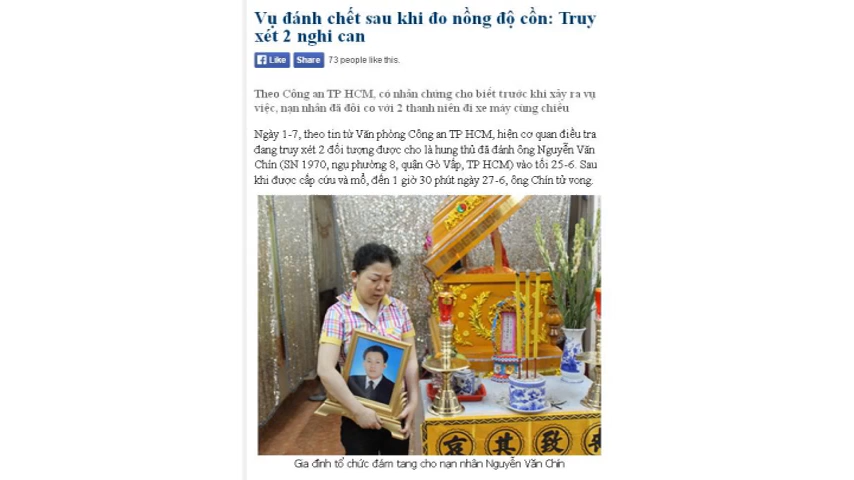 Vụ đánh chết sau khi đo nồng độ cồn: Truy
xét 2 nghi can
Like Share 73 people like this.
Theo Công an TP HCM, có nhân chứng cho biết trước khi xảy ra vụ
việc, nạn nhân đã đôi co với 2 thanh niên đi xe máy cùng chiều
Ngày 1-7, theo tin từ Văn phòng Công an TP HCM, hiện cơ quan điều tra
đang truy xét 2 đối tượng được cho là hung thủ đã đánh ông Nguyễn Văn
Chín (SN 1970, ngụ phường 8, quận Gò Vấp, TP HCM) vào tối 25-6. Sau
khi được cấp cứu và mổ, đến 1 giờ 30 phút ngày 27-6, ông Chín tử vong.
哀 其 致
Gia đình tổ chức đám tang cho nạn nhân Nguyễn Văn Chín